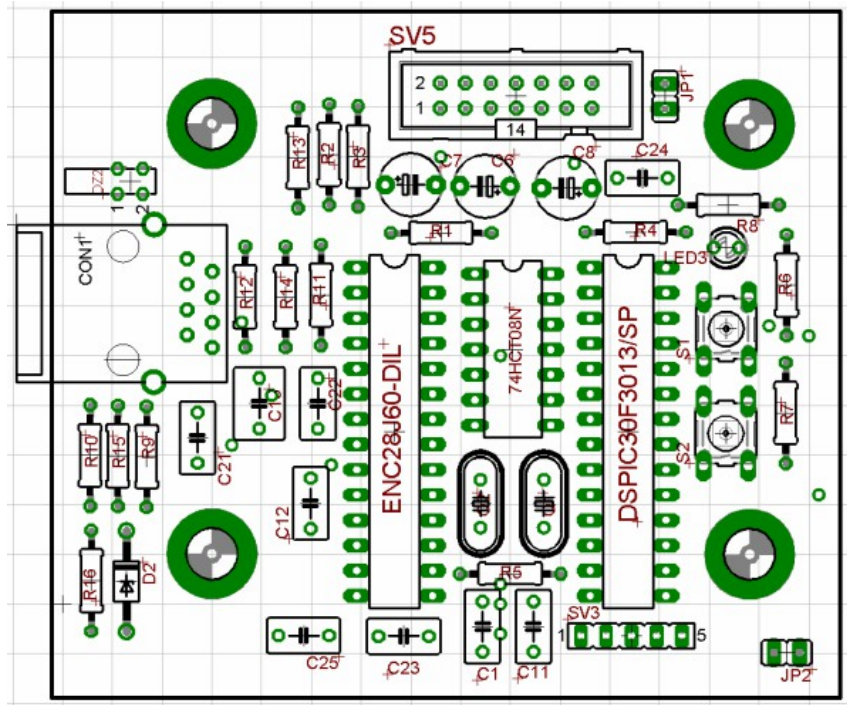 SV5
2
1
14
JP1
R13
R2
R3
C7
C6
C8
C24
DZ2
1
2
R1
R4
R8
LED3
CON1
R12
R14
R11
R6
ENC28J60-DIL
74HCT08N
DSPIC30F3013/SP
S1
C22
R7
S2
C21
R10
R15
R9
C12
R5
R16
D2
SV3
1
5
C25
C23
C1
C11
JP2